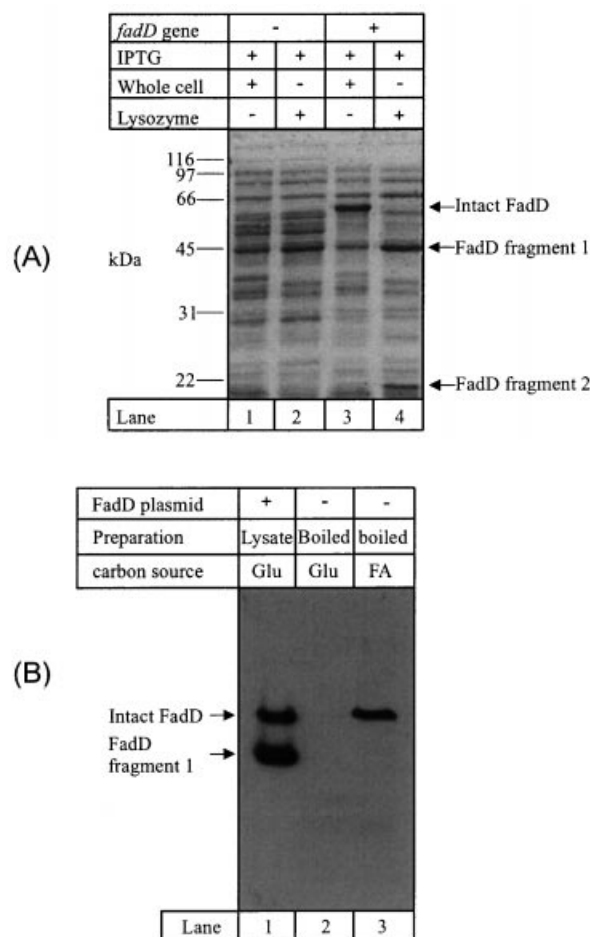 fadD gene - +
IPTG + + + +
Whole cell + - + -
Lysozyme - + - +
116
97
66
Intact FadD
(A)
kDa
45
FadD fragment 1
31
22
FadD fragment 2
Lane 1 2 3 4
FadD plasmid + - -
Preparation Lysate Boiled boiled
carbon source Glu Glu FA
(B)
Intact FadD
FadD
fragment 1
Lane 1 2 3